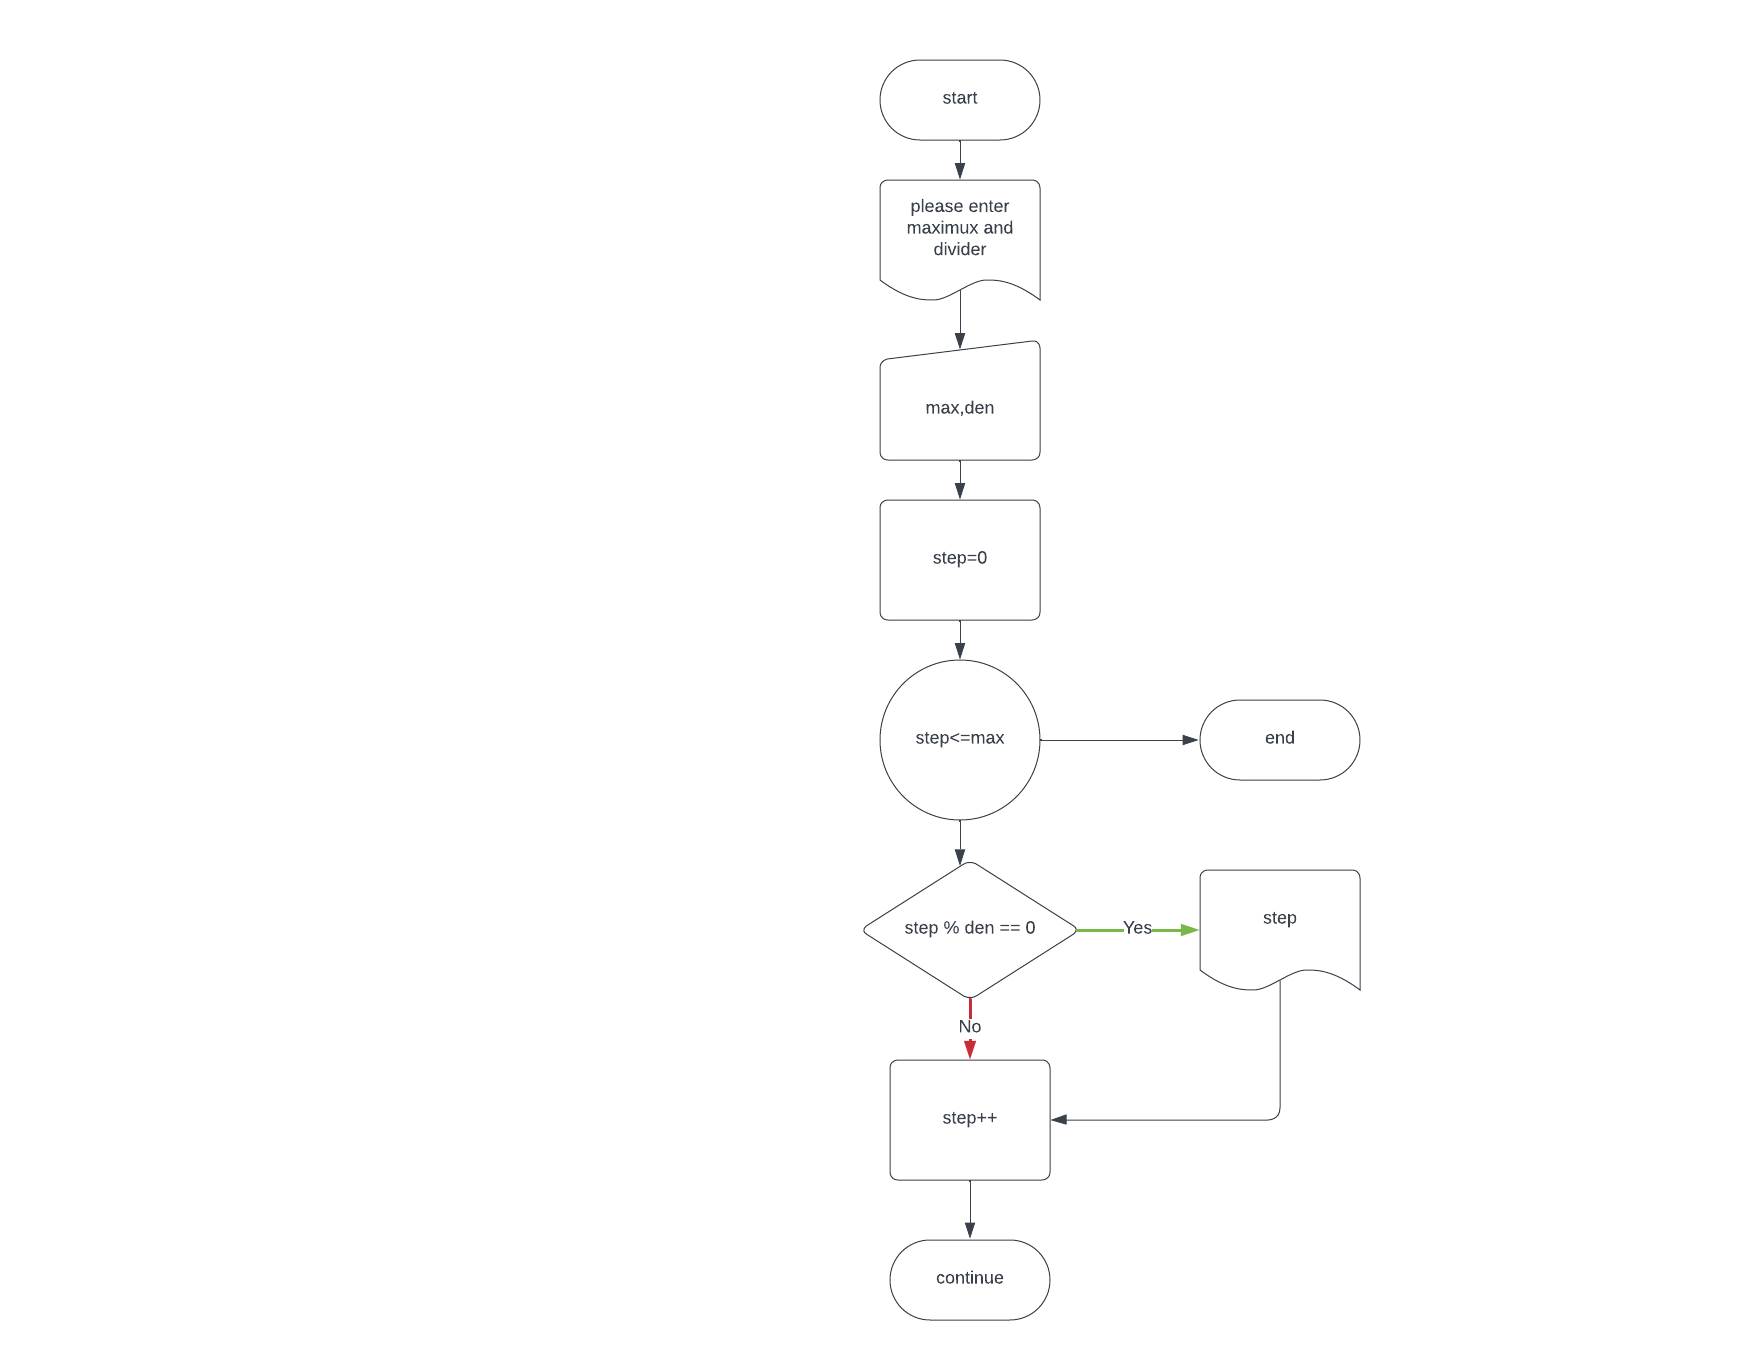 start
please enter
maximux and
divider
max,den
step=0
step<=max
end
step % den == 0
Yes
step
No
step++
continue